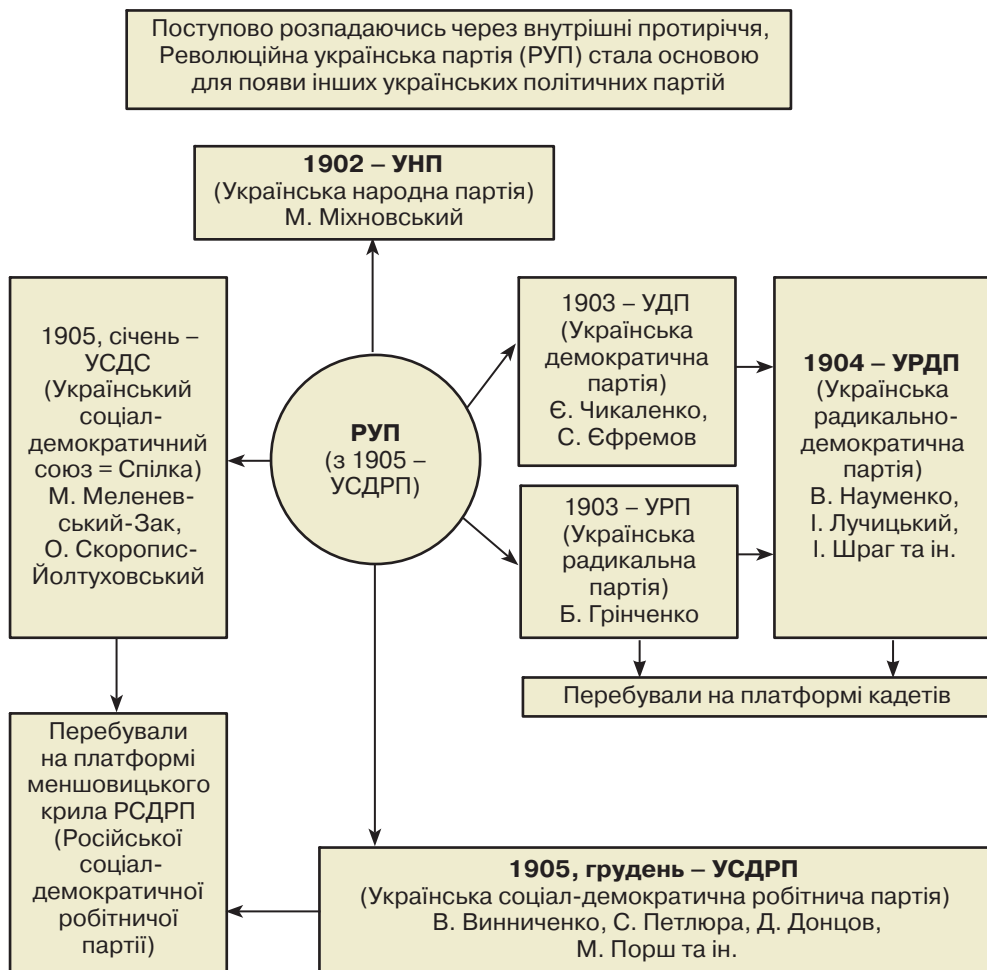 Поступово розпадаючись через внутрішні протиріччя,
Революційна українська партія (РУП) стала основою
для появи інших українських політичних партій
1902 – УНП
(Українська народна партія)
М. Міхновський
1905, січень –
УСДС
(Український
соціал-
демократичний
союз = Спілка)
М. Меленев-
ський-Зак,
О. Скоропис-
Йолтуховський
РУП
(з 1905 –
УСДРП)
1903 – УДП
(Українська
демократична
партія)
Є. Чикаленко,
С. Єфремов
1903 – УРП
(Українська
радикальна
партія)
Б. Грінченко
1904 – УРДП
(Українська
радикально-
демократична
партія)
В. Науменко,
І. Лучицький,
І. Шраг та ін.
Перебували на платформі кадетів
Перебували
на платформі
меншовицького
крила РСДРП
(Російської
соціал-
демократичної
робітничої
партії)
1905, грудень – УСДРП
(Українська соціал-демократична робітнича партія)
В. Винниченко, С. Петлюра, Д. Донцов,
М. Порш та ін.